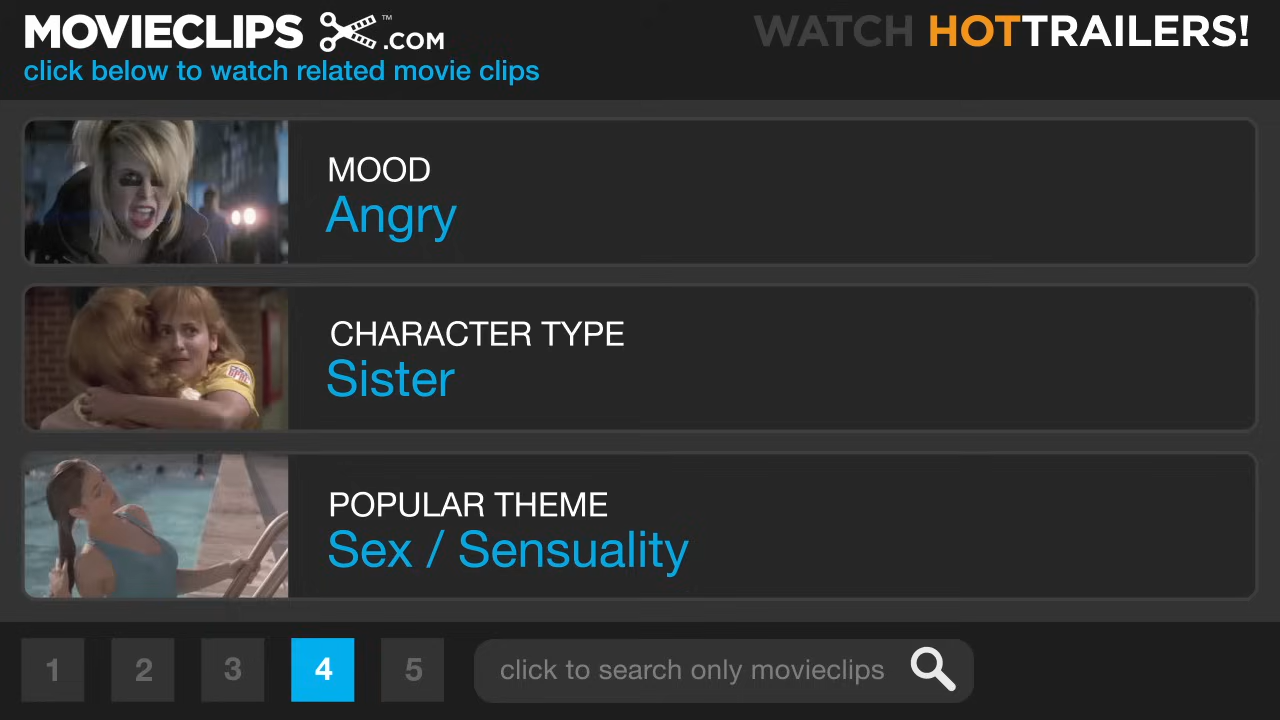 MOVIECLIPS ™.COM
WATCH HOTTRAILERS!
click below to watch related movie clips
MOOD
Angry
CHARACTER TYPE
Sister
POPULAR THEME
Sex / Sensuality
1 2 3 4 5
click to search only movieclips